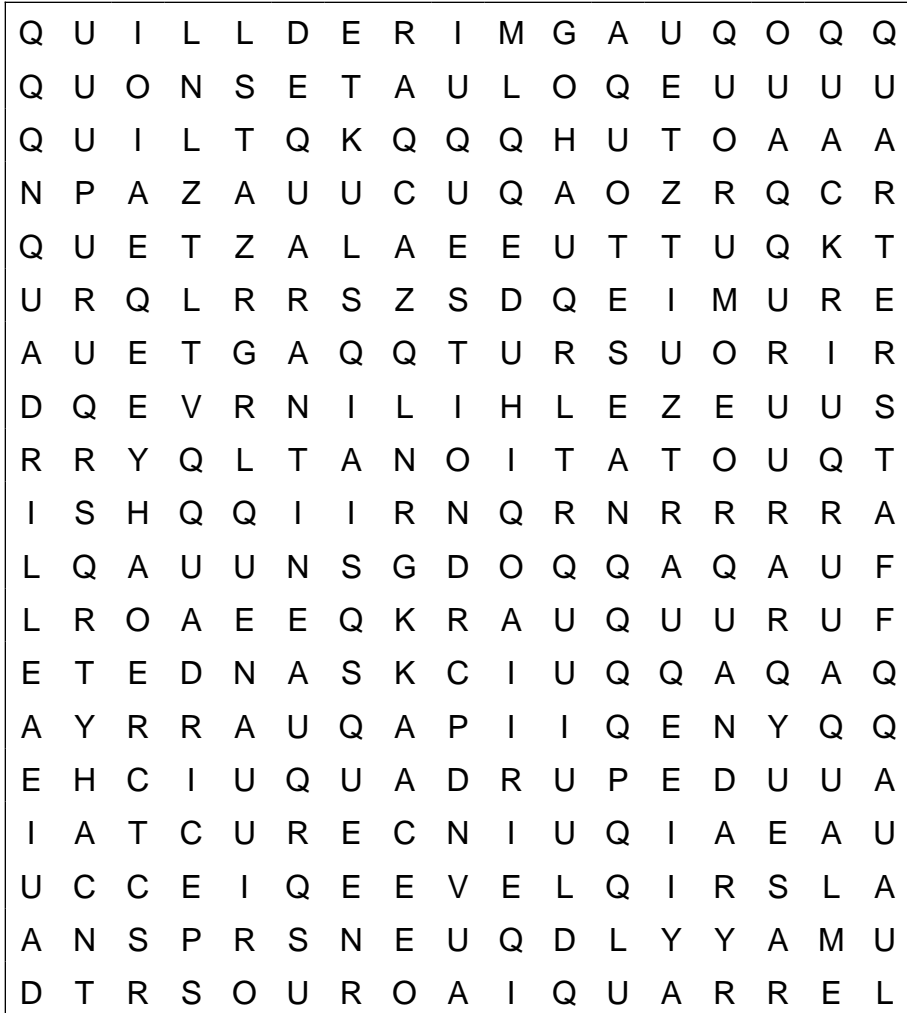 Q U I L L D E R I M G A U Q O Q Q
Q U O N S E T A U L O Q E U U U U
Q U I L T Q K Q Q Q H U T O A A A
N P A Z A U U C U Q A O Z R Q C R
Q U E T Z A L A E E U T T U Q K T
U R Q L R R S Z S D Q E I M U R E
A U E T G A Q Q T U R S U O R I R
D Q E V R N I L I H L E Z E U U S
R R Y Q L T A N O I T A T O U Q T
I S H Q Q I I R N Q R N R R R R A
L Q A U U N S G D O Q Q A Q A U F
L R O A E E Q K R A U Q U U R U F
E T E D N A S K C I U Q Q A Q A Q
A Y R R A U Q A P I I Q E N Y Q Q
E H C I U Q U A D R U P E D U U A
I A T C U R E C N I U Q I A E A U
U C C E I Q E E V E L Q I R S L A
A N S P R S N E U Q D L Y Y A M U
D T R S O U R O A I Q U A R R E L